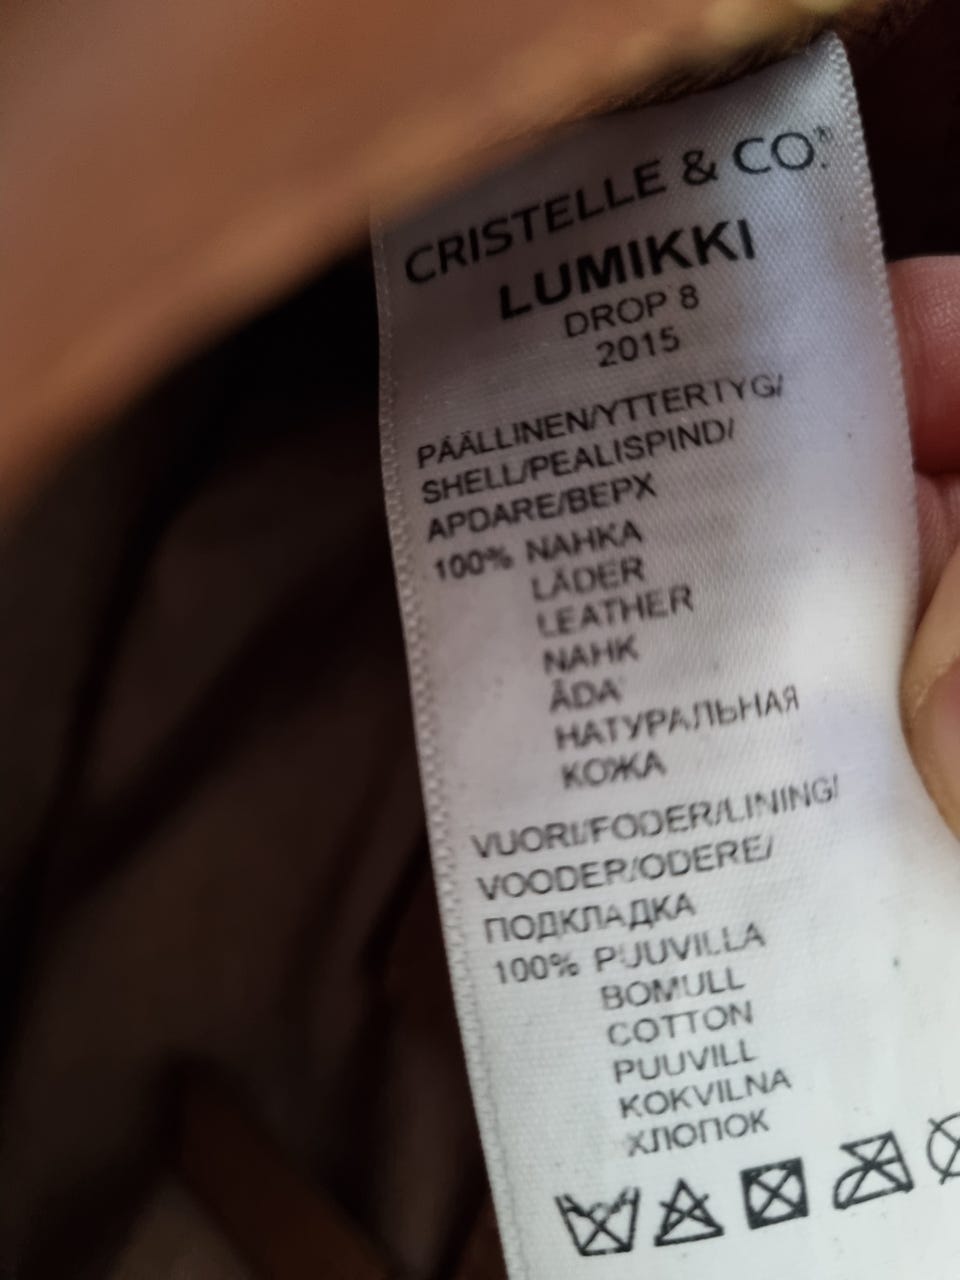 CRISTELLE & CO.®
LUMIKKI
DROP 8
2015
PÄÄLLINEN/YTTERTYG/
SHELL/PEALISPIND/
APDARE/ВЕРХ
100% NAHKA
LÄDER
LEATHER
NAHK
ĀDA
НАТУРАЛЬНАЯ
КОЖА
VUORI/FODER/LINING/
VOODER/ODERE/
ПОДКЛАДКА
100% PUUVILLA
BOMULL
COTTON
PUUVILL
KOKVILNA
ХЛОПОК